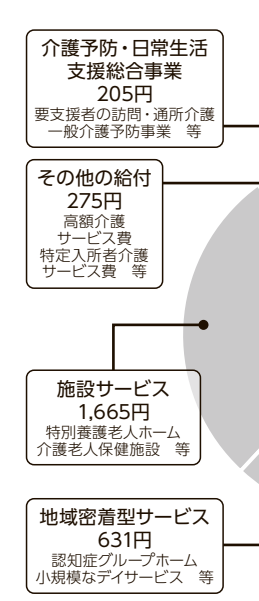 介護予防・日常生活
支援総合事業
205円
要支援者の訪問・通所介護
一般介護予防事業　等
その他の給付
275円
高額介護
サービス費
特定入所者介護
サービス費　等
施設サービス
1,665円
特別養護老人ホーム
介護老人保健施設　等
地域密着型サービス
631円
認知症グループホーム
小規模なデイサービス　等